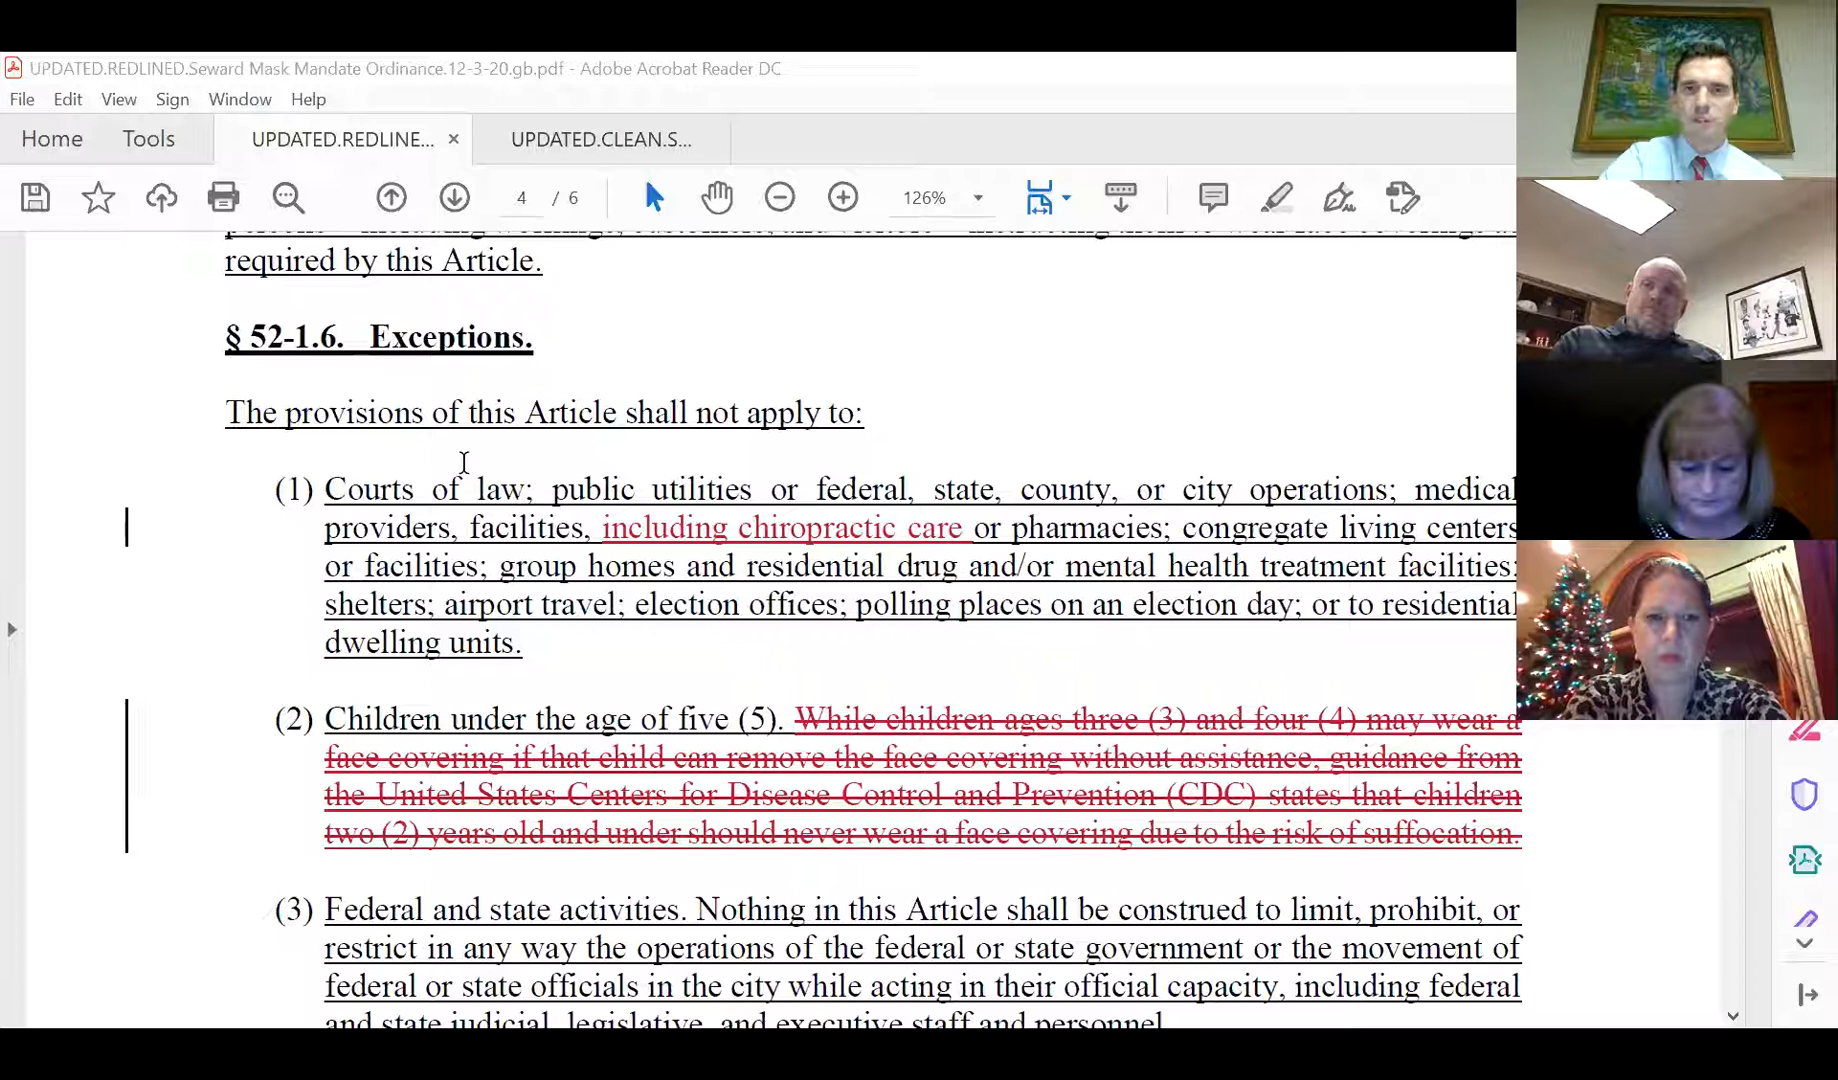 UPDATED.REDLINED.Seward Mask Mandate Ordinance.12-3-20.gb.pdf - Adobe Acrobat Reader DC
File Edit View Sign Window Help
Home Tools UPDATED.REDLINE... × UPDATED.CLEAN.S...
4 / 6 126%
required by this Article.
§ 52-1.6. Exceptions.
The provisions of this Article shall not apply to:
(1) Courts of law; public utilities or federal, state, county, or city operations; medical
providers, facilities, including chiropractic care or pharmacies; congregate living centers
or facilities; group homes and residential drug and/or mental health treatment facilities;
shelters; airport travel; election offices; polling places on an election day; or to residential
dwelling units.
(2) Children under the age of five (5). While children ages three (3) and four (4) may wear a
face covering if that child can remove the face covering without assistance, guidance from
the United States Centers for Disease Control and Prevention (CDC) states that children
two (2) years old and under should never wear a face covering due to the risk of suffocation.
(3) Federal and state activities. Nothing in this Article shall be construed to limit, prohibit, or
restrict in any way the operations of the federal or state government or the movement of
federal or state officials in the city while acting in their official capacity, including federal
and state judicial, legislative, and executive staff and personnel.